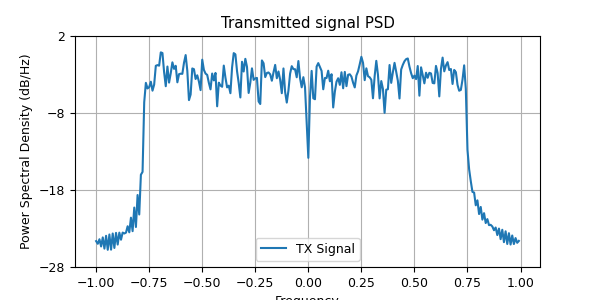 Transmitted signal PSD
Power Spectral Density (dB/Hz)
2
−8
−18
−28
TX Signal
−1.00 −0.75 −0.50 −0.25 0.00 0.25 0.50 0.75 1.00
Frequency